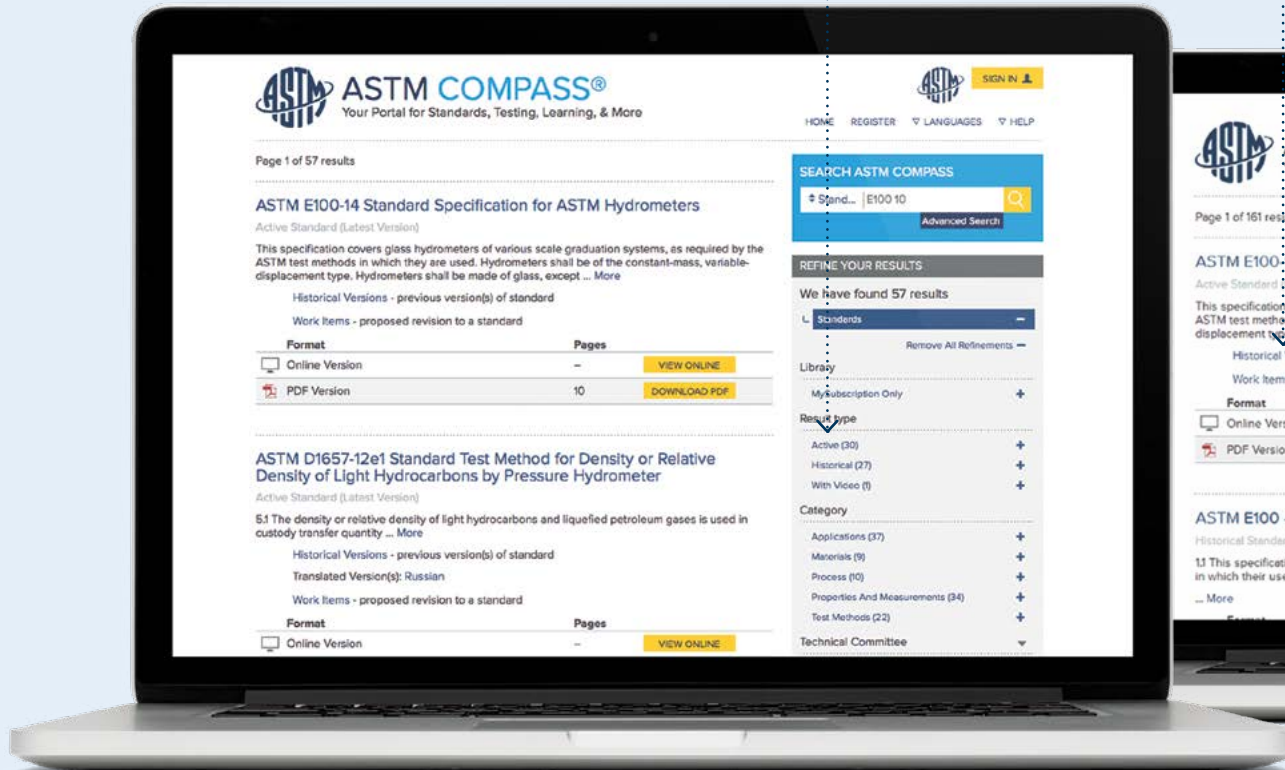 ASTM
ASTM COMPASS®
Your Portal for Standards, Testing, Learning, & More
ASTM
SIGN IN
HOME REGISTER ▽ LANGUAGES ▽ HELP
Page 1 of 57 results
ASTM E100-14 Standard Specification for ASTM Hydrometers
Active Standard (Latest Version)
This specification covers glass hydrometers of various scale graduation systems, as required by the
ASTM test methods in which they are used. Hydrometers shall be of the constant-mass, variable-
displacement type. Hydrometers shall be made of glass, except ... More
Historical Versions - previous version(s) of standard
Work Items - proposed revision to a standard
Format Pages
Online Version – VIEW ONLINE
PDF Version 10 DOWNLOAD PDF
ASTM D1657-12e1 Standard Test Method for Density or Relative
Density of Light Hydrocarbons by Pressure Hydrometer
Active Standard (Latest Version)
5.1 The density or relative density of light hydrocarbons and liquefied petroleum gases is used in
custody transfer quantity ... More
Historical Versions - previous version(s) of standard
Translated Version(s): Russian
Work Items - proposed revision to a standard
Format Pages
Online Version – VIEW ONLINE
SEARCH ASTM COMPASS
Stand... E100 10
Advanced Search
REFINE YOUR RESULTS
We have found 57 results
Standards –
Remove All Refinements –
Library
MySubscription Only +
Result type
Active (30) +
Historical (27) +
With Video (1) +
Category
Applications (37) +
Materials (9) +
Process (10) +
Properties And Measurements (34) +
Test Methods (22) +
Technical Committee
ASTM
Page 1 of 161 res
ASTM E100-
Active Standard
This specification
ASTM test metho
displacement typ
Historical
Work Item
Format
Online Vers
PDF Versio
ASTM E100 -
Historical Standar
1.1 This specificati
in which their use
... More
Format